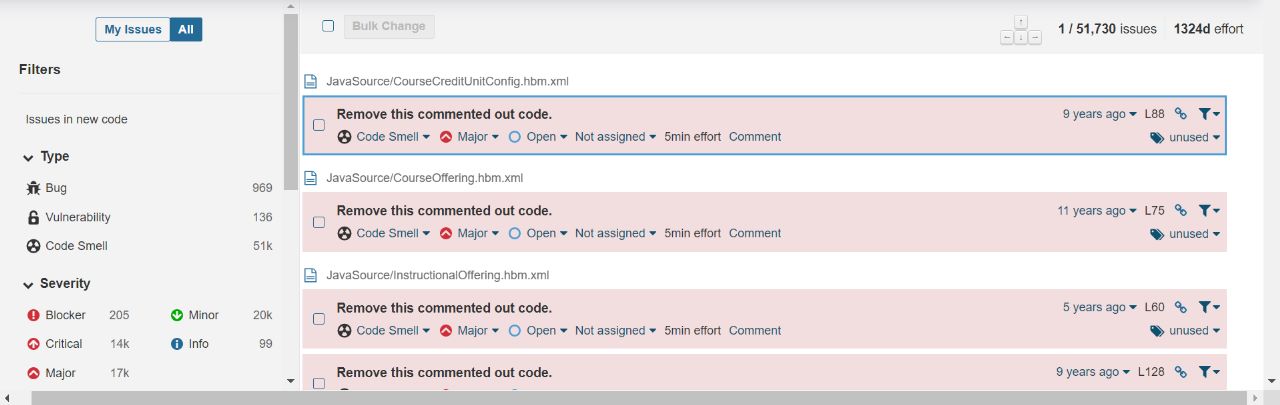 My Issues All
Filters
Issues in new code
Type
Bug 969
Vulnerability 136
Code Smell 51k
Severity
Blocker 205 Minor 20k
Critical 14k Info 99
Major 17k
Bulk Change 1 / 51,730 issues 1324d effort
JavaSource/CourseCreditUnitConfig.hbm.xml
Remove this commented out code. 9 years ago L88
Code Smell Major Open Not assigned 5min effort Comment unused
JavaSource/CourseOffering.hbm.xml
Remove this commented out code. 11 years ago L75
Code Smell Major Open Not assigned 5min effort Comment unused
JavaSource/InstructionalOffering.hbm.xml
Remove this commented out code. 5 years ago L60
Code Smell Major Open Not assigned 5min effort Comment unused
Remove this commented out code. 9 years ago L128